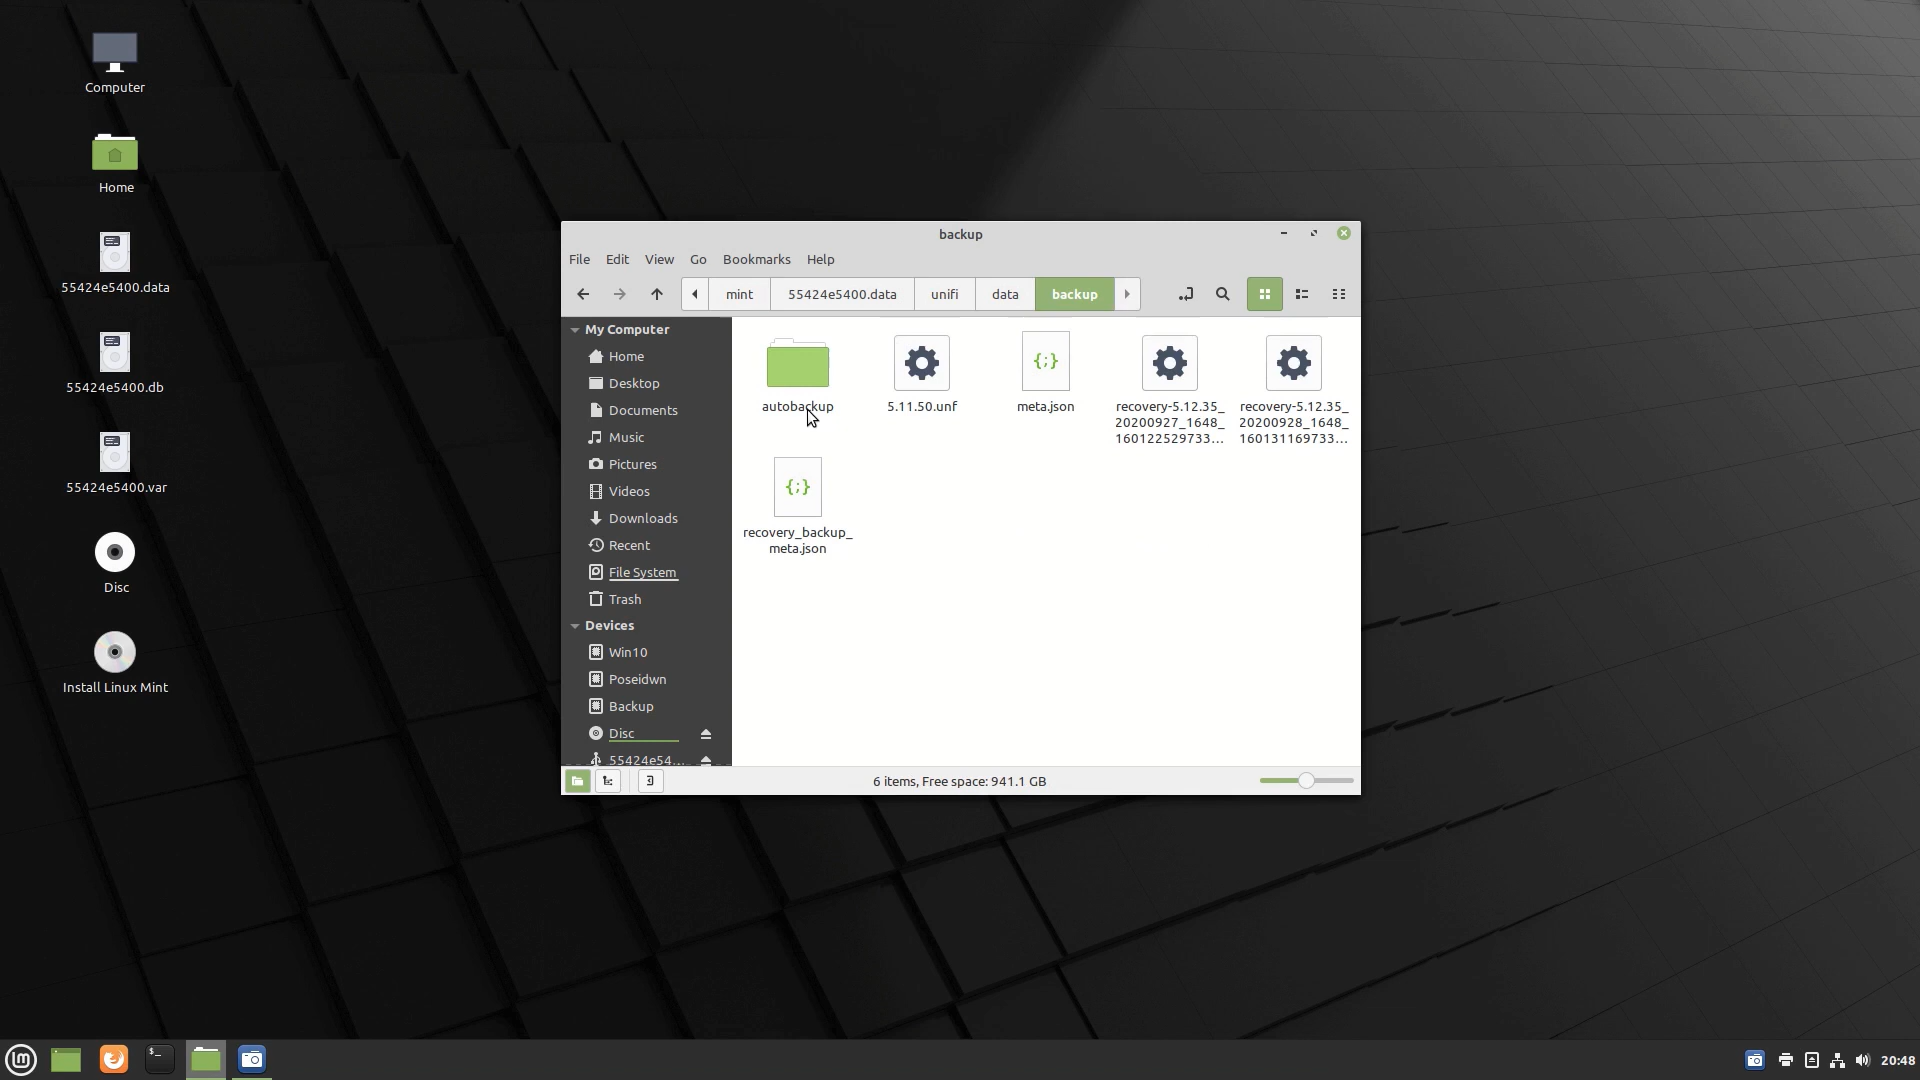 Computer
Home
55424e5400.data
55424e5400.db
55424e5400.var
Disc
Install Linux Mint
backup
File Edit View Go Bookmarks Help
mint 55424e5400.data unifi data backup
My Computer
Home
Desktop
Documents
Music
Pictures
Videos
Downloads
Recent
File System
Trash
Devices
Win10
Poseidwn
Backup
Disc
55424e54...
autobackup
5.11.50.unf
{;}
meta.json
recovery-5.12.35_
20200927_1648_
160122529733...
recovery-5.12.35_
20200928_1648_
160131169733...
{;}
recovery_backup_
meta.json
6 items, Free space: 941.1 GB
lm
$_
20:48